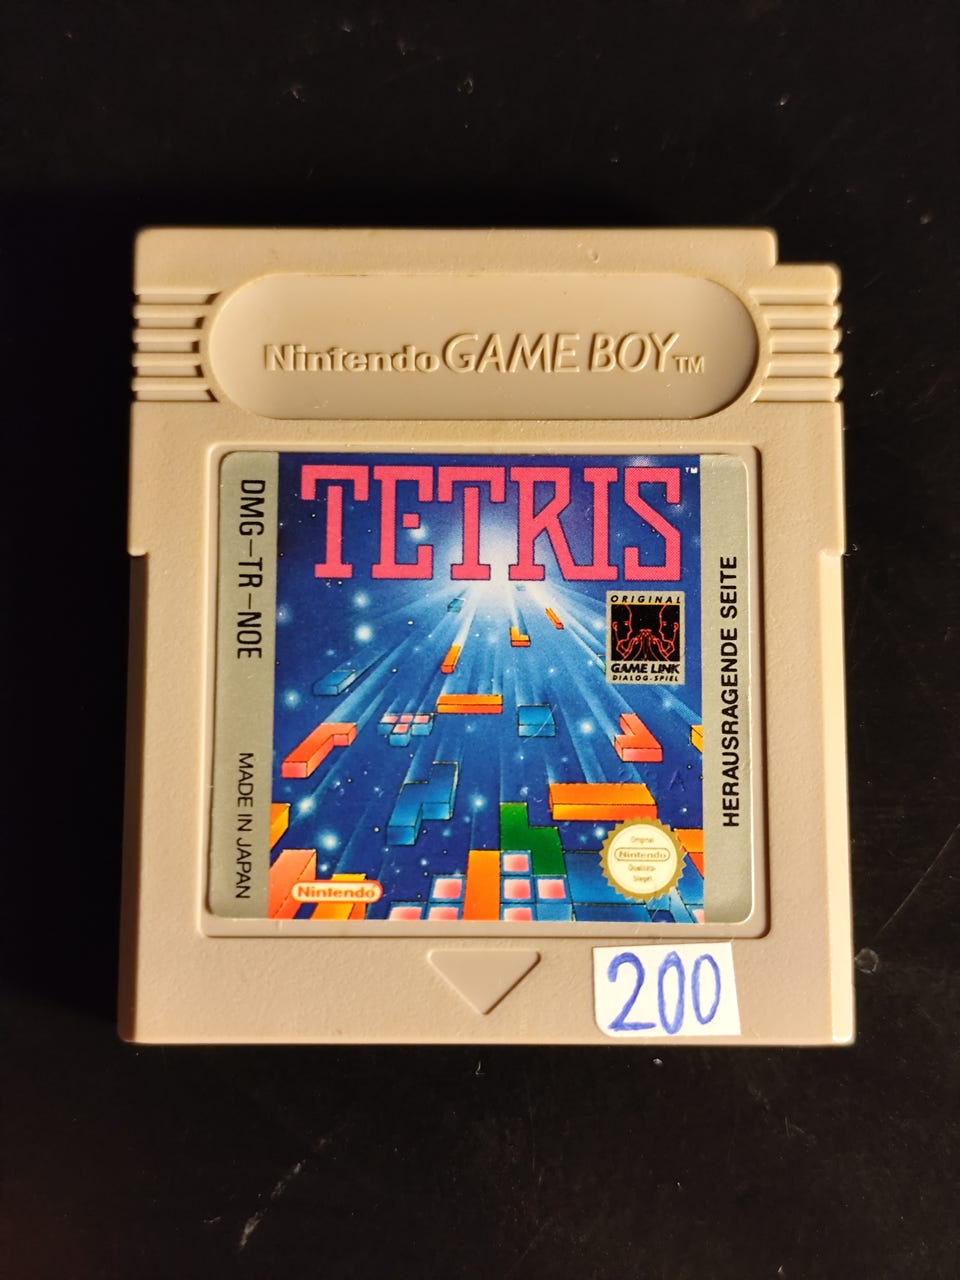 Nintendo GAME BOY TM
TETRIS TM
DMG-TR-NOE
MADE IN JAPAN
ORIGINAL
GAME LINK
DIALOG-SPIEL
HERAUSRAGENDE SEITE
Original
Nintendo
Qualitäts-
Siegel
Nintendo
200